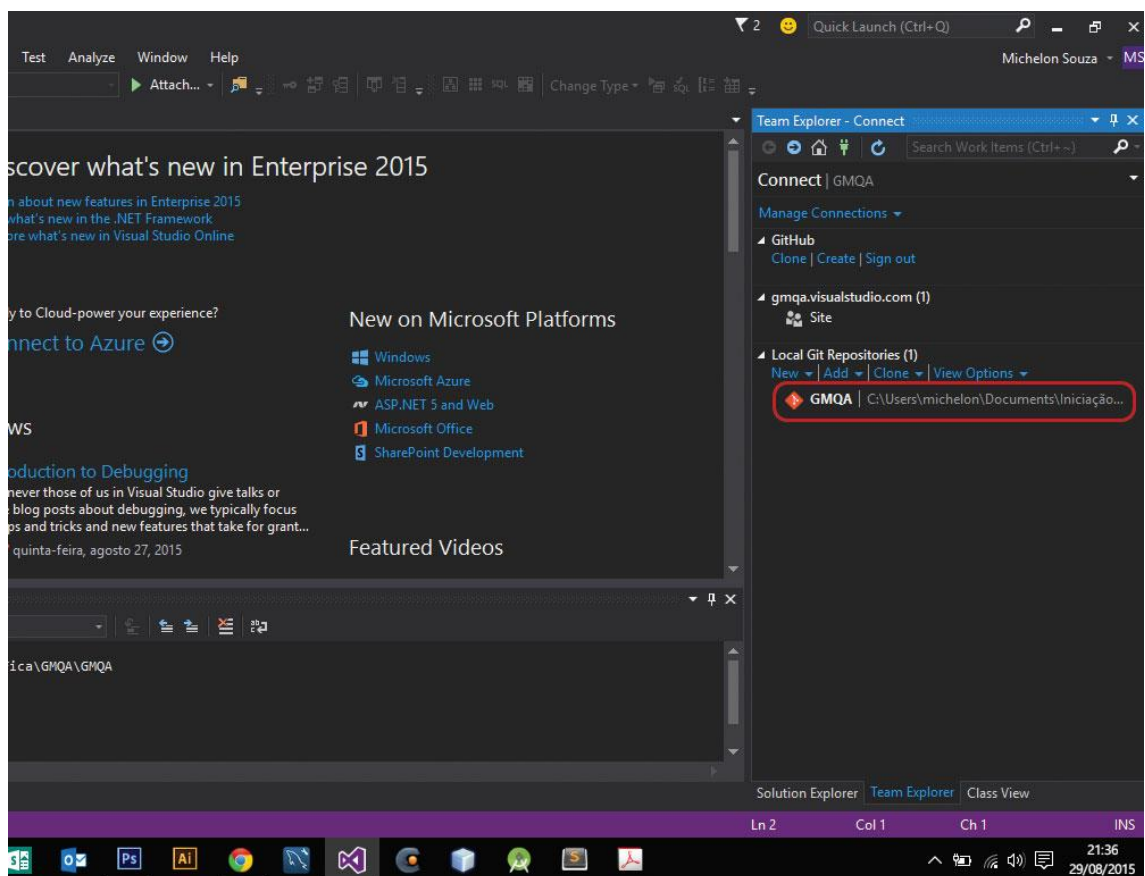 2
Quick Launch (Ctrl+Q)
Test Analyze Window Help
Michelon Souza
MS
Attach...
SQL
Change Type
Team Explorer - Connect
Search Work Items (Ctrl+~)
Connect | GMQA
Manage Connections
GitHub
Clone | Create | Sign out
gmqa.visualstudio.com (1)
Site
Local Git Repositories (1)
New | Add | Clone | View Options
GMQA | C:\Users\michelon\Documents\Iniciação...
scover what's new in Enterprise 2015
n about new features in Enterprise 2015
what's new in the .NET Framework
ore what's new in Visual Studio Online
y to Cloud-power your experience?
nnect to Azure
ws
oduction to Debugging
never those of us in Visual Studio give talks or
blog posts about debugging, we typically focus
ps and tricks and new features that take for grant...
quinta-feira, agosto 27, 2015
New on Microsoft Platforms
Windows
Microsoft Azure
ASP.NET 5 and Web
Microsoft Office
SharePoint Development
Featured Videos
ica\GMQA\GMQA
Solution Explorer Team Explorer Class View
Ln 2 Col 1 Ch 1 INS
Ps
Ai
21:36
29/08/2015